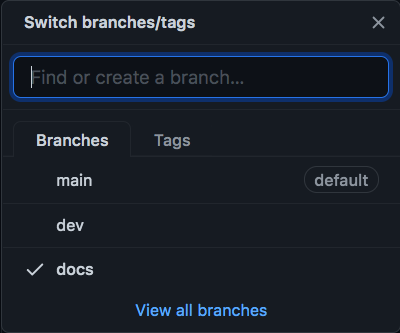 Switch branches/tags
Find or create a branch...
Branches Tags
main default
dev
docs
View all branches